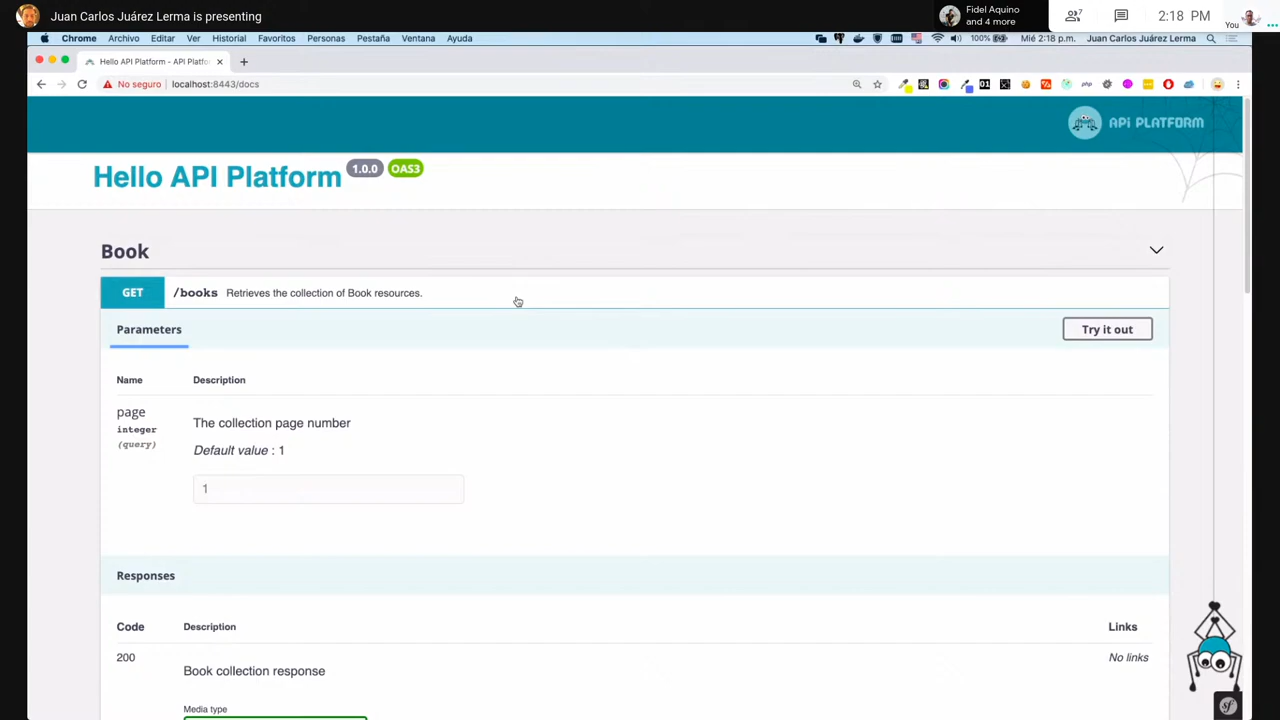 Juan Carlos Juárez Lerma is presenting
Fidel Aquino
and 4 more
7
2:18 PM
You
Chrome Archivo Editar Ver Historial Favoritos Personas Pestaña Ventana Ayuda
100% Mié 2:18 p.m. Juan Carlos Juárez Lerma
Hello API Platform - API Platfo
No seguro localhost:8443/docs
01
php
API PLATFORM
Hello API Platform 1.0.0 OAS3
Book
GET /books Retrieves the collection of Book resources.
Parameters
Try it out
Name Description
page
integer
(query)
The collection page number
Default value : 1
1
Responses
Code Description Links
200
Book collection response
No links
Media type
sf